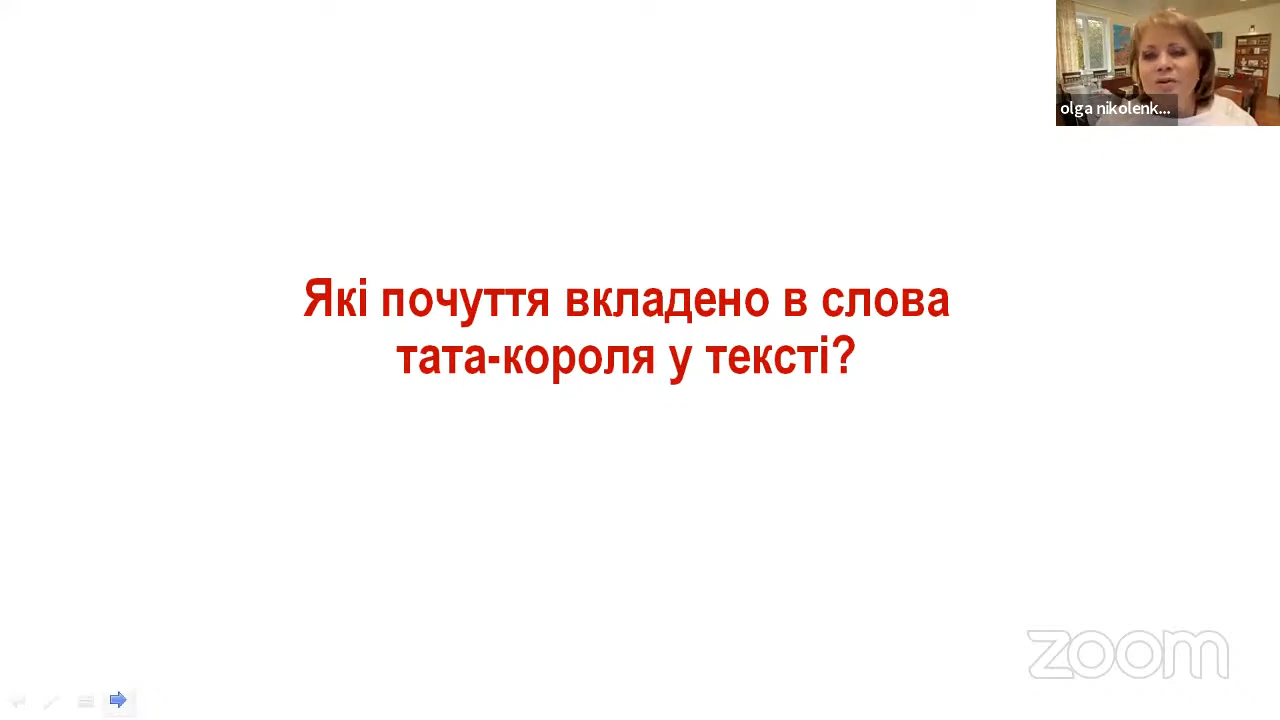 olga nikolenk...
Які почуття вкладено в слова
тата-короля у тексті?
zoom